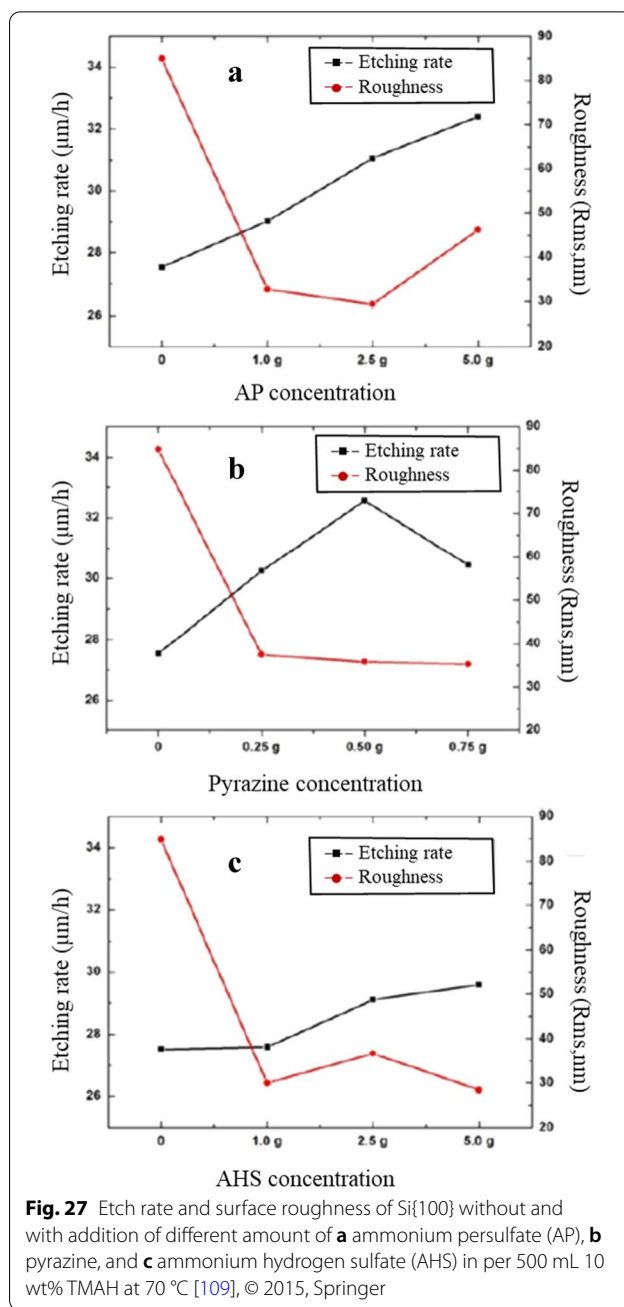 a
Etching rate
Roughness
Etching rate (μm/h)
34
32
30
28
26
90
80
70
60
50
40
30
20
Roughness (Rms,nm)
0
1.0 g
2.5 g
5.0 g
AP concentration
b
Etching rate
Roughness
Etching rate (μm/h)
34
32
30
28
26
90
80
70
60
50
40
30
20
Roughness (Rms,nm)
0
0.25 g
0.50 g
0.75 g
Pyrazine concentration
c
Etching rate
Roughness
Etching rate (μm/h)
34
32
30
28
26
90
80
70
60
50
40
30
20
Roughness (Rms,nm)
0
1.0 g
2.5 g
5.0 g
AHS concentration
Fig. 27 Etch rate and surface roughness of Si{100} without and
with addition of different amount of a ammonium persulfate (AP), b
pyrazine, and c ammonium hydrogen sulfate (AHS) in per 500 mL 10
wt% TMAH at 70 °C [109], © 2015, Springer